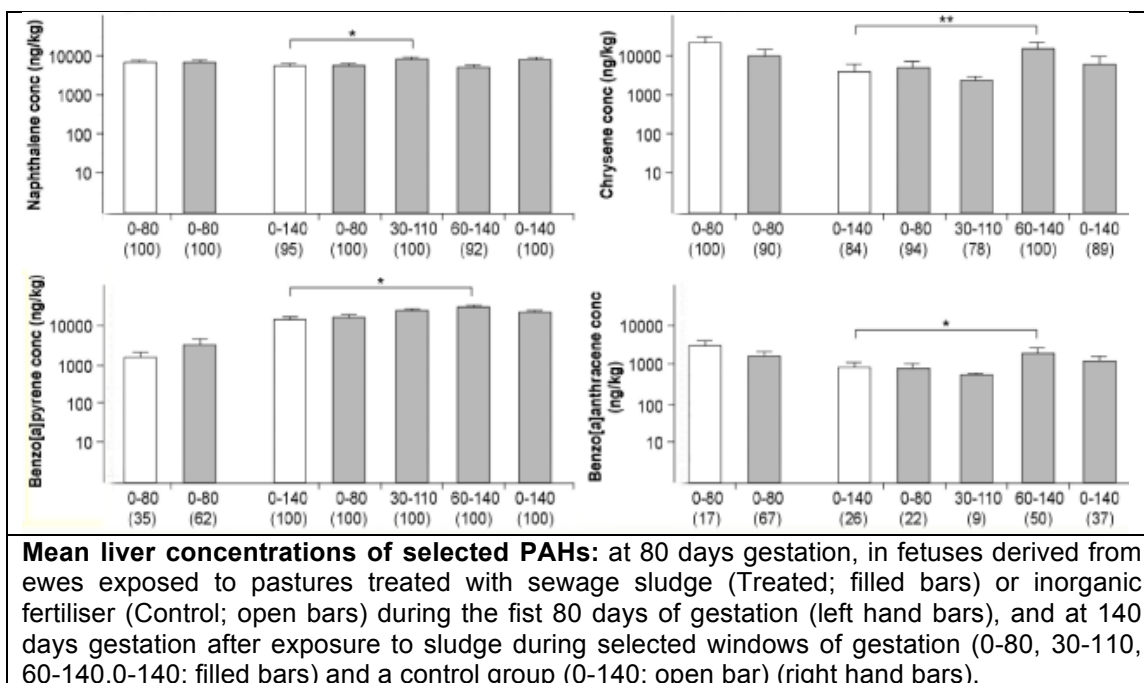 Naphthalene conc (ng/kg)
10000
1000
100
10
*
0-80 0-80 0-140 0-80 30-110 60-140 0-140
(100) (100) (95) (100) (100) (92) (100)
Chrysene conc (ng/kg)
10000
1000
100
10
**
0-80 0-80 0-140 0-80 30-110 60-140 0-140
(100) (90) (84) (94) (78) (100) (89)
Benzo[a]pyrene conc (ng/kg)
10000
1000
100
10
*
0-80 0-80 0-140 0-80 30-110 60-140 0-140
(35) (62) (100) (100) (100) (100) (100)
Benzo[a]anthracene conc
(ng/kg)
10000
1000
100
10
*
0-80 0-80 0-140 0-80 30-110 60-140 0-140
(17) (67) (26) (22) (9) (50) (37)
Mean liver concentrations of selected PAHs: at 80 days gestation, in fetuses derived from
ewes exposed to pastures treated with sewage sludge (Treated; filled bars) or inorganic
fertiliser (Control; open bars) during the fist 80 days of gestation (left hand bars), and at 140
days gestation after exposure to sludge during selected windows of gestation (0-80, 30-110,
60-140,0-140; filled bars) and a control group (0-140; open bar) (right hand bars).